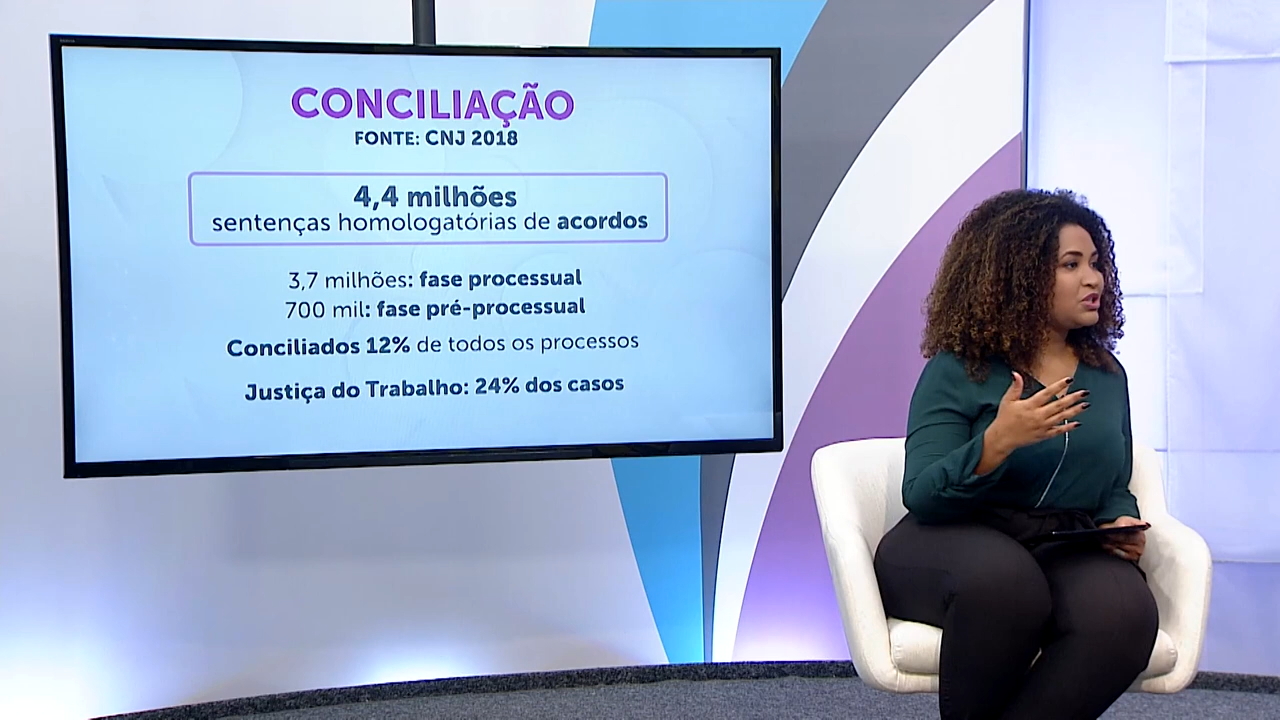 CONCILIAÇÃO
FONTE: CNJ 2018
4,4 milhões
sentenças homologatórias de acordos
3,7 milhões: fase processual
700 mil: fase pré-processual
Conciliados 12% de todos os processos
Justiça do Trabalho: 24% dos casos